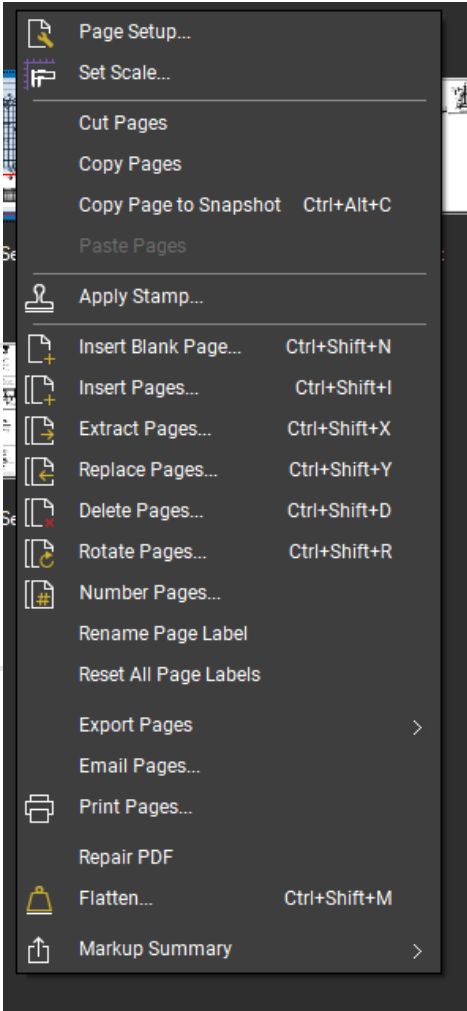 Page Setup...
Set Scale...
Cut Pages
Copy Pages
Copy Page to Snapshot Ctrl+Alt+C
Paste Pages
Apply Stamp...
Insert Blank Page... Ctrl+Shift+N
Insert Pages... Ctrl+Shift+I
Extract Pages... Ctrl+Shift+X
Replace Pages... Ctrl+Shift+Y
Delete Pages... Ctrl+Shift+D
Rotate Pages... Ctrl+Shift+R
Number Pages...
Rename Page Label
Reset All Page Labels
Export Pages
Email Pages...
Print Pages...
Repair PDF
Flatten... Ctrl+Shift+M
Markup Summary